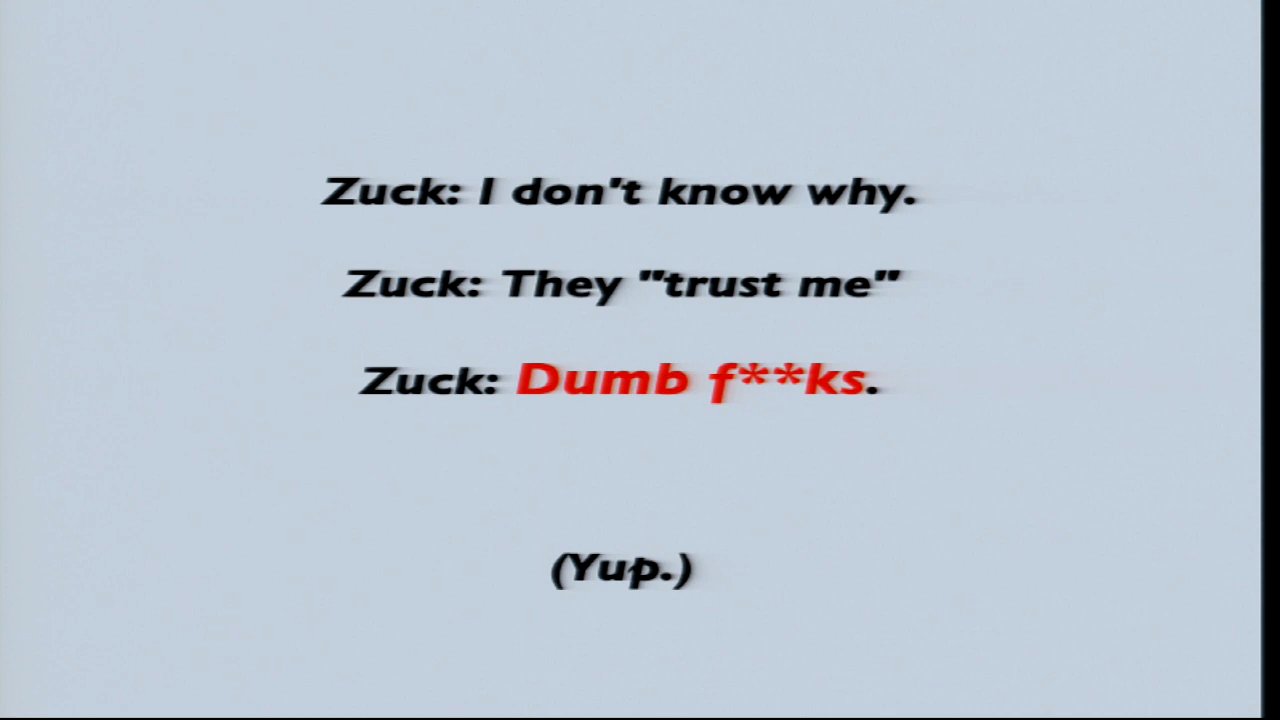 Zuck: I don't know why.
Zuck: They "trust me"
Zuck: Dumb f**ks.
(Yup.)